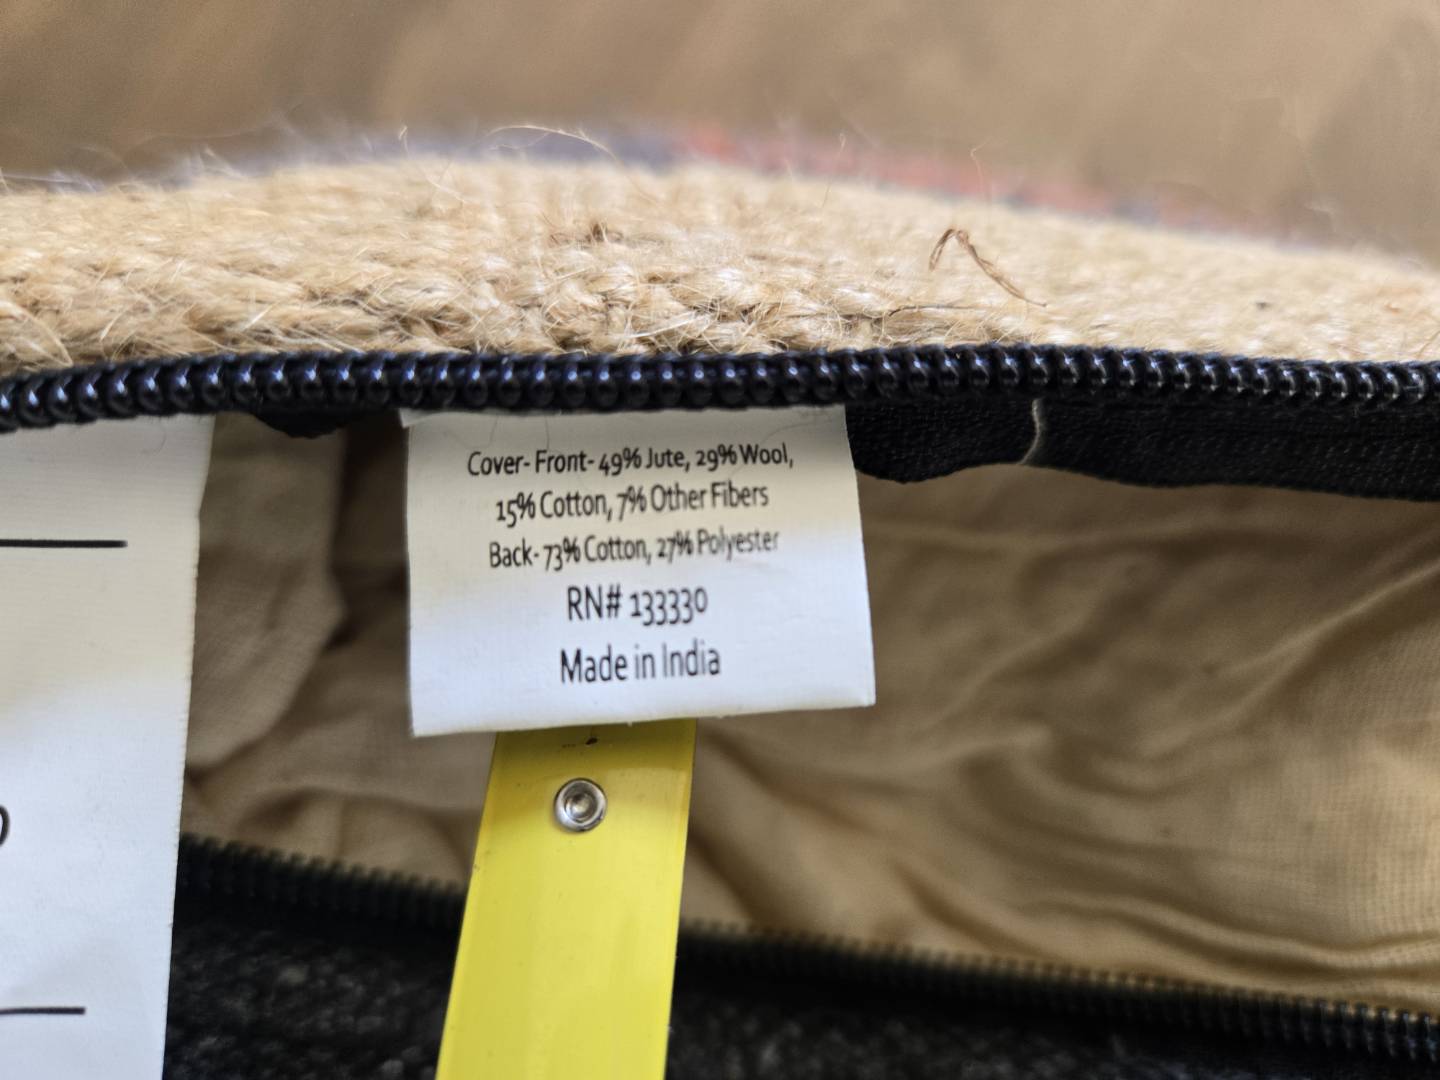 Cover- Front- 49% Jute, 29% Wool,
15% Cotton, 7% Other Fibers
Back- 73% Cotton, 27% Polyester
RN# 133330
Made in India